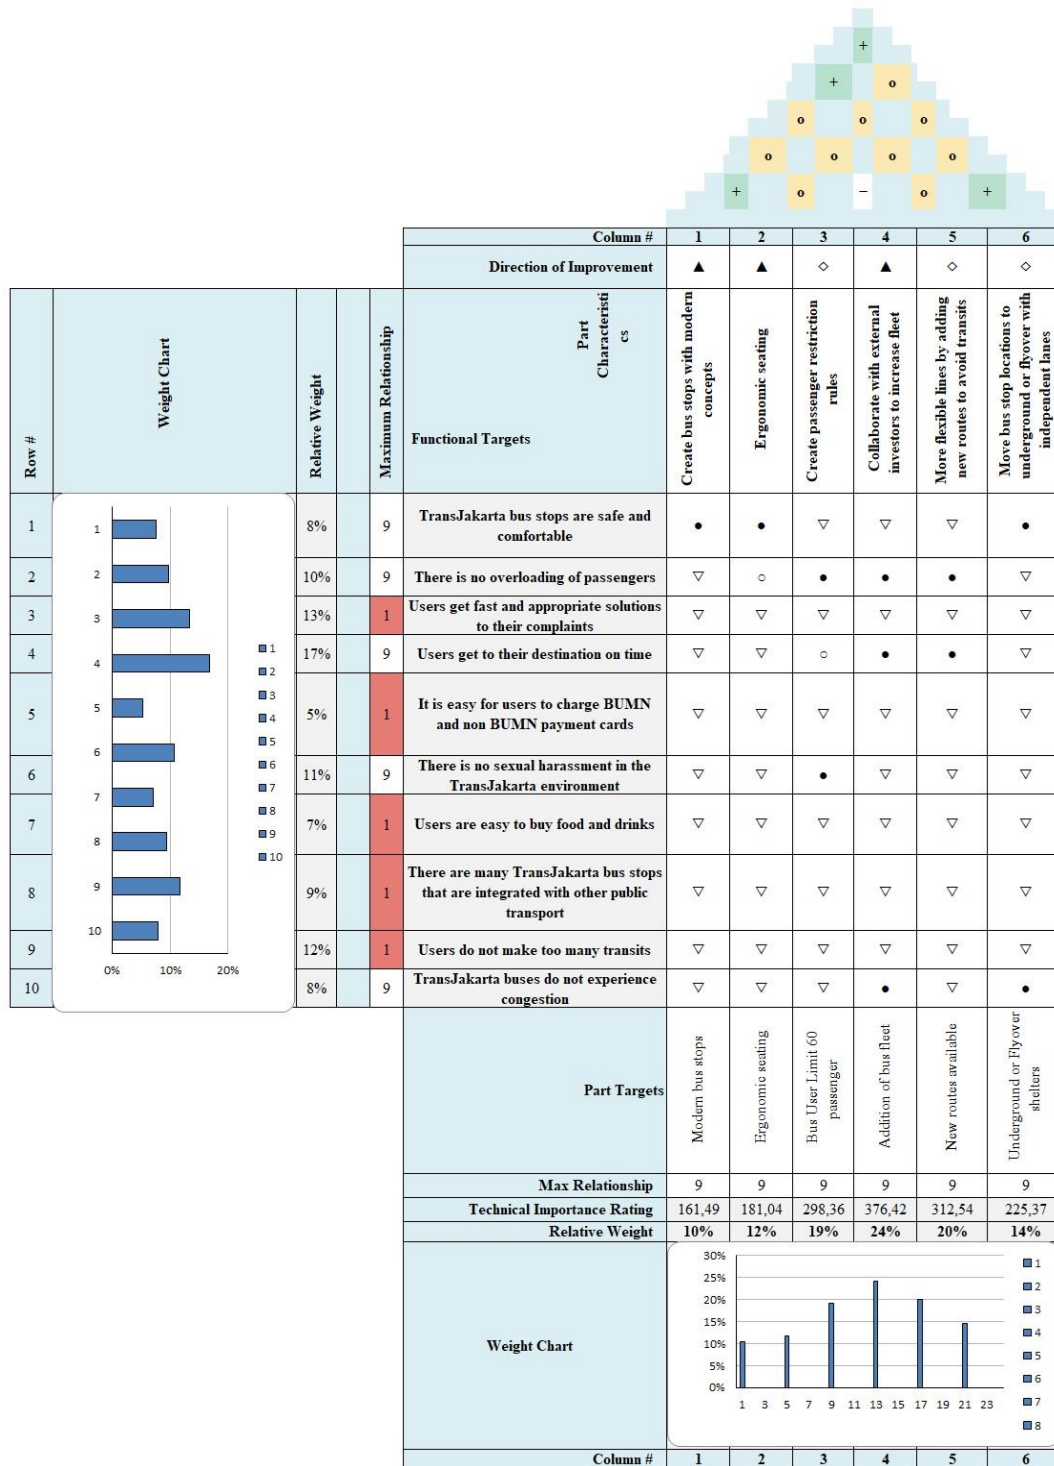 +
+ o
o o o
o o o o
+ o − o +
Column # 1 2 3 4 5 6
Direction of Improvement ▲ ▲ ◇ ▲ ◇ ◇
Row #
Weight Chart
Relative Weight
Maximum Relationship
Part
Characteristi
cs
Functional Targets
Create bus stops with modern
concepts
Ergonomic seating
Create passenger restriction
rules
Collaborate with external
investors to increase fleet
More flexible lines by adding
new routes to avoid transits
Move bus stop locations to
underground or flyover with
independent lanes
1 8% 9 TransJakarta bus stops are safe and
comfortable ● ● ▽ ▽ ▽ ●
2 10% 9 There is no overloading of passengers ▽ ○ ● ● ● ▽
3 13% 1 Users get fast and appropriate solutions
to their complaints ▽ ▽ ▽ ▽ ▽ ▽
4 17% 9 Users get to their destination on time ▽ ▽ ○ ● ● ▽
5 5% 1 It is easy for users to charge BUMN
and non BUMN payment cards ▽ ▽ ▽ ▽ ▽ ▽
6 11% 9 There is no sexual harassment in the
TransJakarta environment ▽ ▽ ● ▽ ▽ ▽
7 7% 1 Users are easy to buy food and drinks ▽ ▽ ▽ ▽ ▽ ▽
8 9% 1 There are many TransJakarta bus stops
that are integrated with other public
transport ▽ ▽ ▽ ▽ ▽ ▽
9 12% 1 Users do not make too many transits ▽ ▽ ▽ ▽ ▽ ▽
10 8% 9 TransJakarta buses do not experience
congestion ▽ ▽ ▽ ● ▽ ●
1
2
3
4
5
6
7
8
9
10
0% 10% 20%
1
2
3
4
5
6
7
8
9
10
Part Targets
Modern bus stops
Ergonomic seating
Bus User Limit 60
passenger
Addition of bus fleet
New routes available
Underground or Flyover
shelters
Max Relationship 9 9 9 9 9 9
Technical Importance Rating 161,49 181,04 298,36 376,42 312,54 225,37
Relative Weight 10% 12% 19% 24% 20% 14%
Weight Chart
30%
25%
20%
15%
10%
5%
0%
1 3 5 7 9 11 13 15 17 19 21 23
1
2
3
4
5
6
7
8
Column # 1 2 3 4 5 6